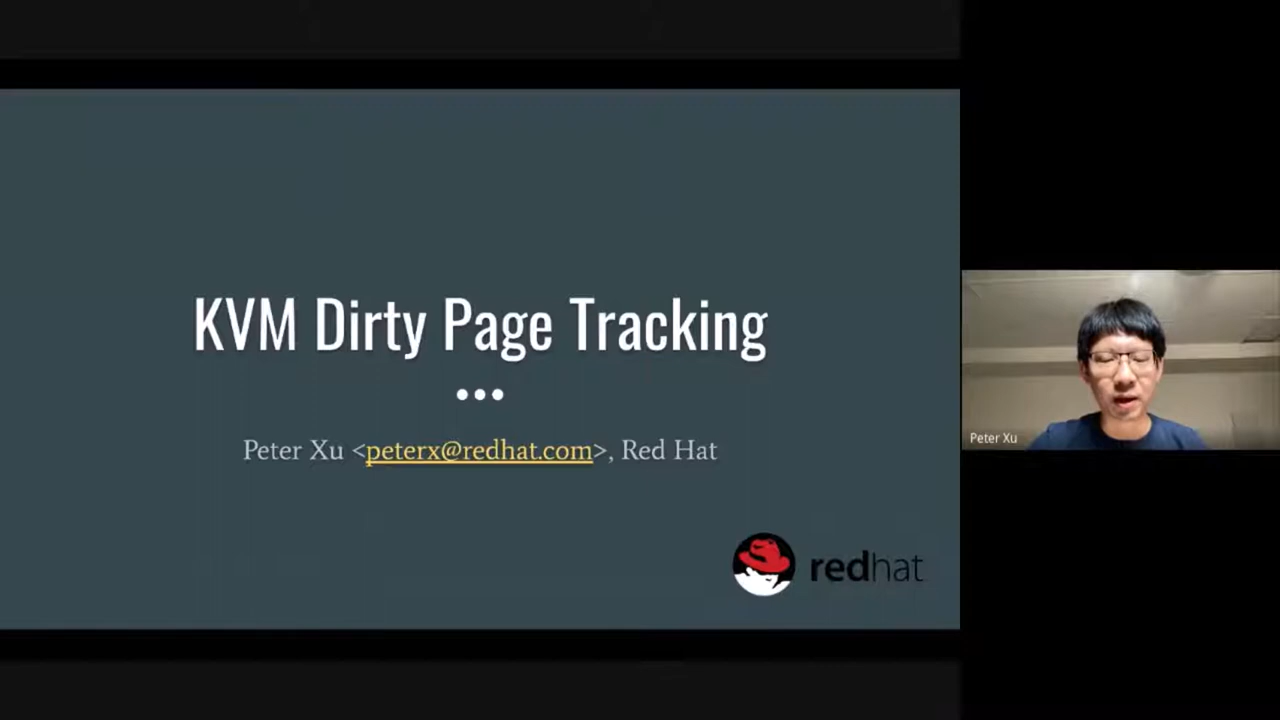 KVM Dirty Page Tracking
Peter Xu <peterx@redhat.com>, Red Hat
redhat
Peter Xu